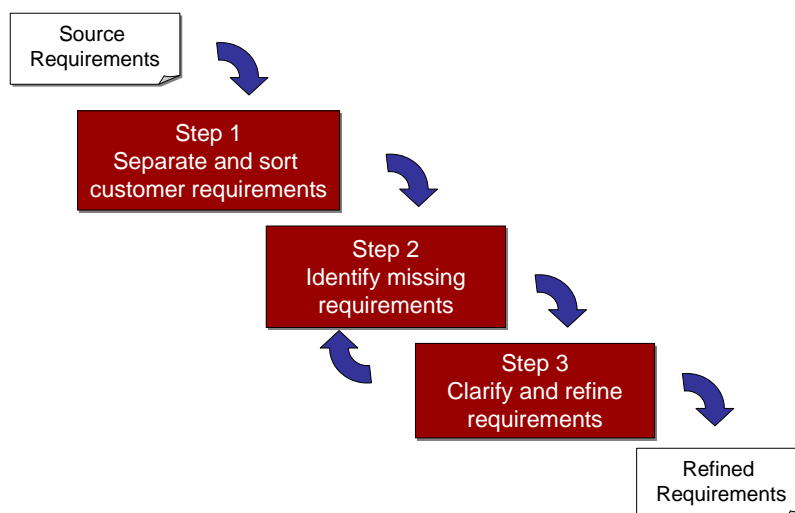 Source
Requirements
Step 1
Separate and sort
customer requirements
Step 2
Identify missing
requirements
Step 3
Clarify and refine
requirements
Refined
Requirements